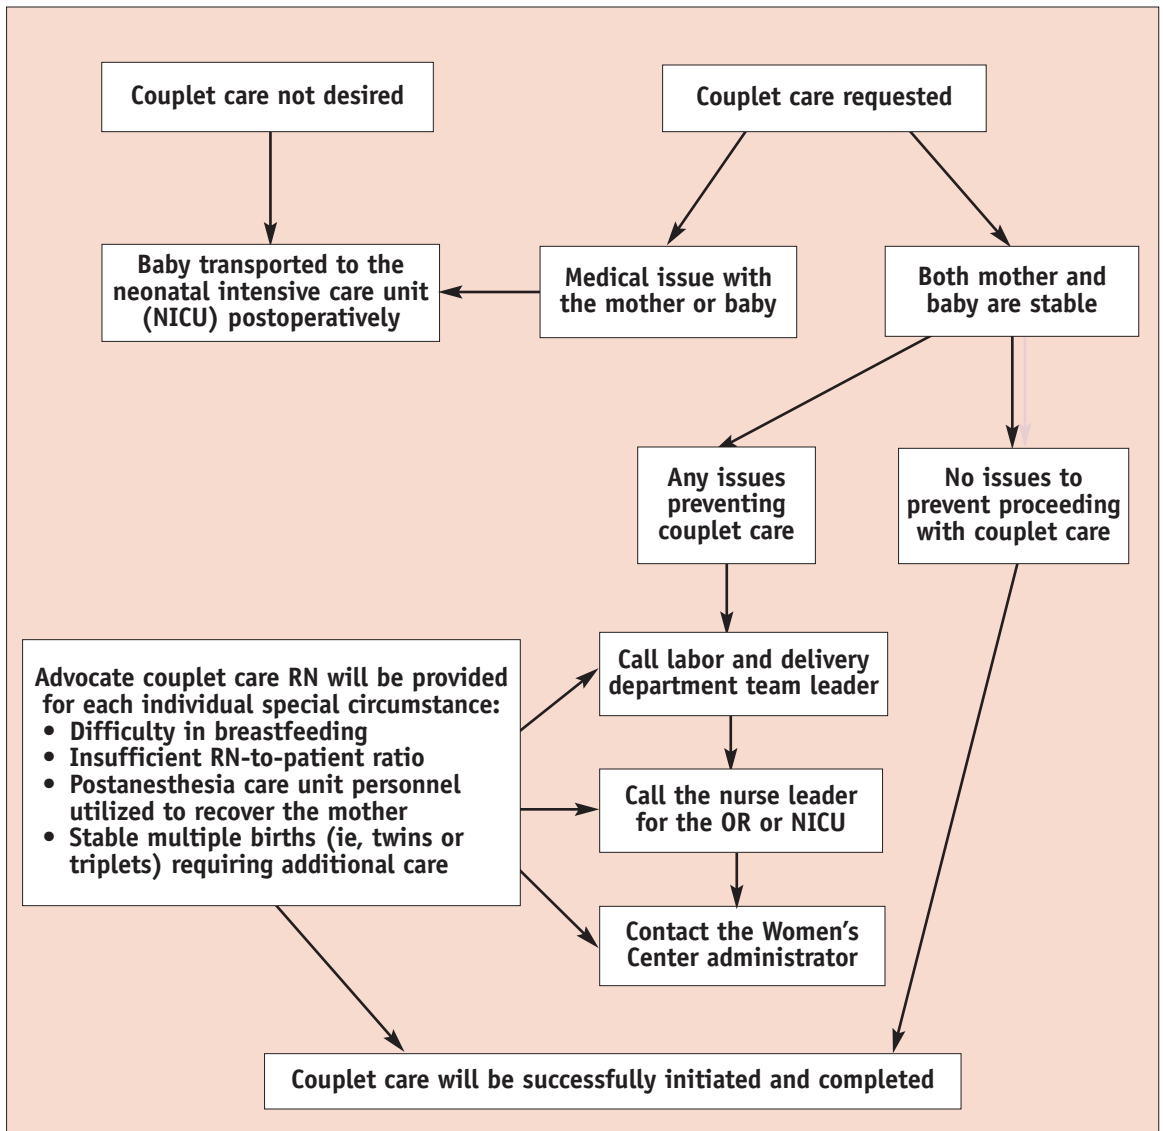 Couplet care not desired
Couplet care requested
Baby transported to the
neonatal intensive care unit
(NICU) postoperatively
Medical issue with
the mother or baby
Both mother and
baby are stable
Any issues
preventing
couplet care
No issues to
prevent proceeding
with couplet care
Advocate couplet care RN will be provided
for each individual special circumstance:
• Difficulty in breastfeeding
• Insufficient RN-to-patient ratio
• Postanesthesia care unit personnel
utilized to recover the mother
• Stable multiple births (ie, twins or
triplets) requiring additional care
Call labor and delivery
department team leader
Call the nurse leader
for the OR or NICU
Contact the Women’s
Center administrator
Couplet care will be successfully initiated and completed